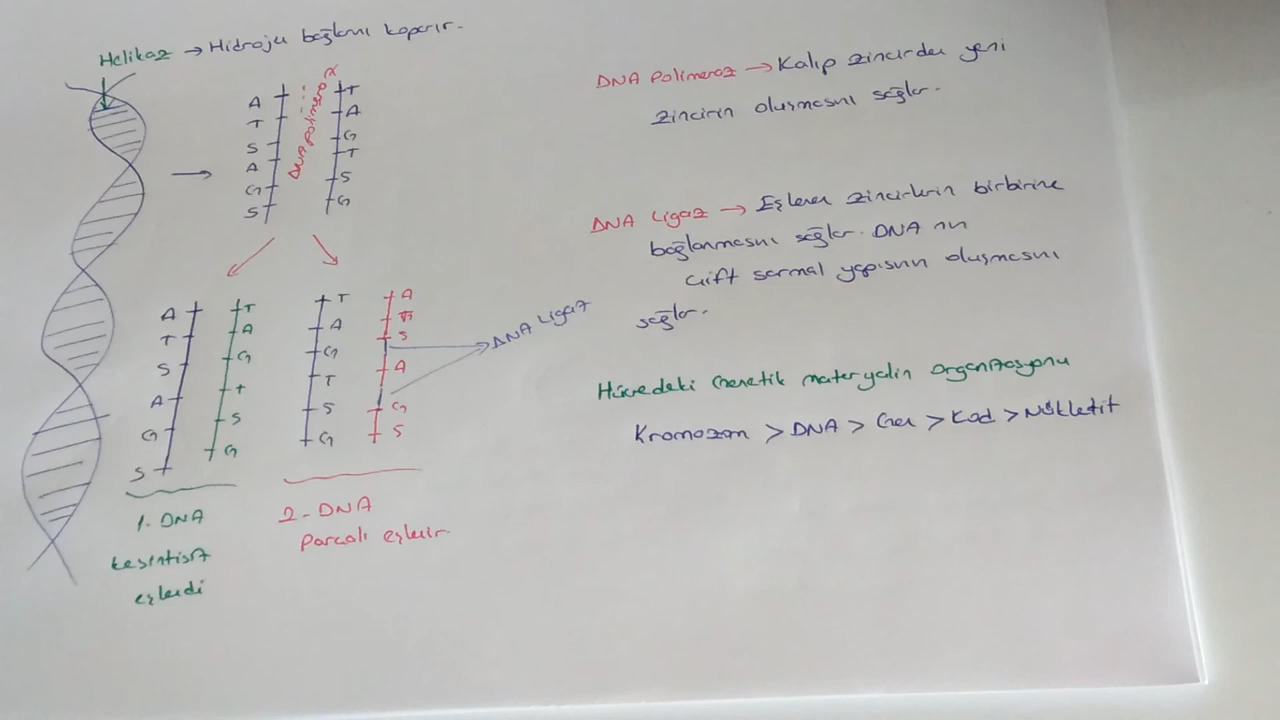 Helikaz → Hidrojen bağlarını koparır.
A T
T A
S G
A T
G S
S G
DNA Polimeraz
A T
T A
S G
A T
G S
S G
T A
A T
G S
T A
S G
G S
DNA Ligaz
1. DNA
kesintisiz
eşlendi
2- DNA
Parçalı eşlenir.
DNA Polimeraz → Kalıp zincirden yeni
zincirin oluşmasını sağlar.
DNA Ligaz → Eşlenen zincirlerin birbirine
bağlanmasını sağlar. DNA nın
Çift sarmal yapısının oluşmasını
sağlar.
Hücredeki Genetik materyalin organizasyonu
Kromozom > DNA > Gen > Kod > Nükleotit